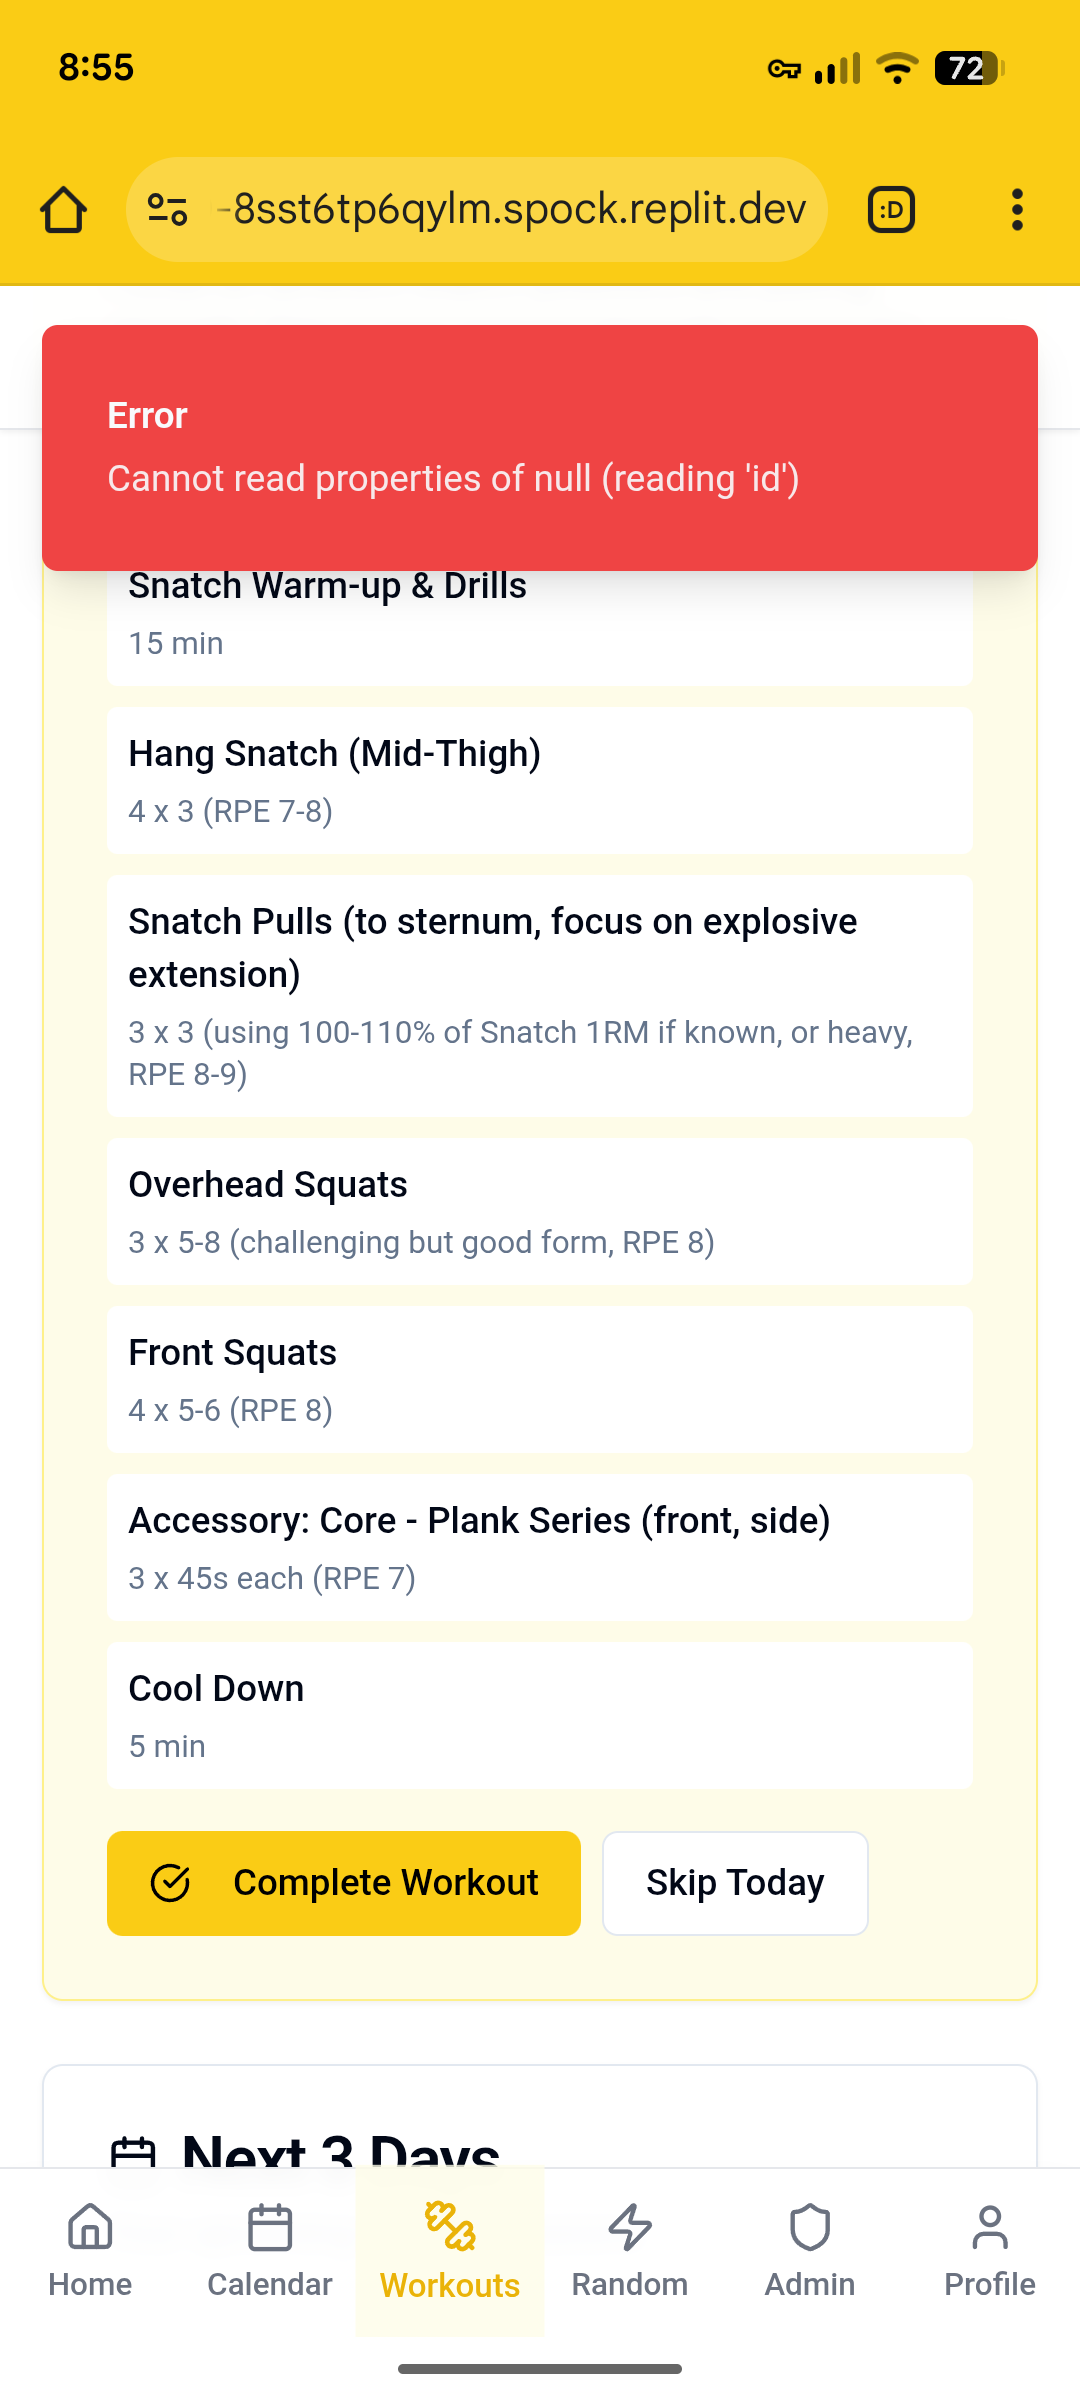 8:55
72
-8sst6tp6qylm.spock.replit.dev
:D
Error
Cannot read properties of null (reading 'id')
Snatch Warm-up & Drills
15 min
Hang Snatch (Mid-Thigh)
4 x 3 (RPE 7-8)
Snatch Pulls (to sternum, focus on explosive
extension)
3 x 3 (using 100-110% of Snatch 1RM if known, or heavy,
RPE 8-9)
Overhead Squats
3 x 5-8 (challenging but good form, RPE 8)
Front Squats
4 x 5-6 (RPE 8)
Accessory: Core - Plank Series (front, side)
3 x 45s each (RPE 7)
Cool Down
5 min
Complete Workout
Skip Today
Next 3 Days
Home
Calendar
Workouts
Random
Admin
Profile